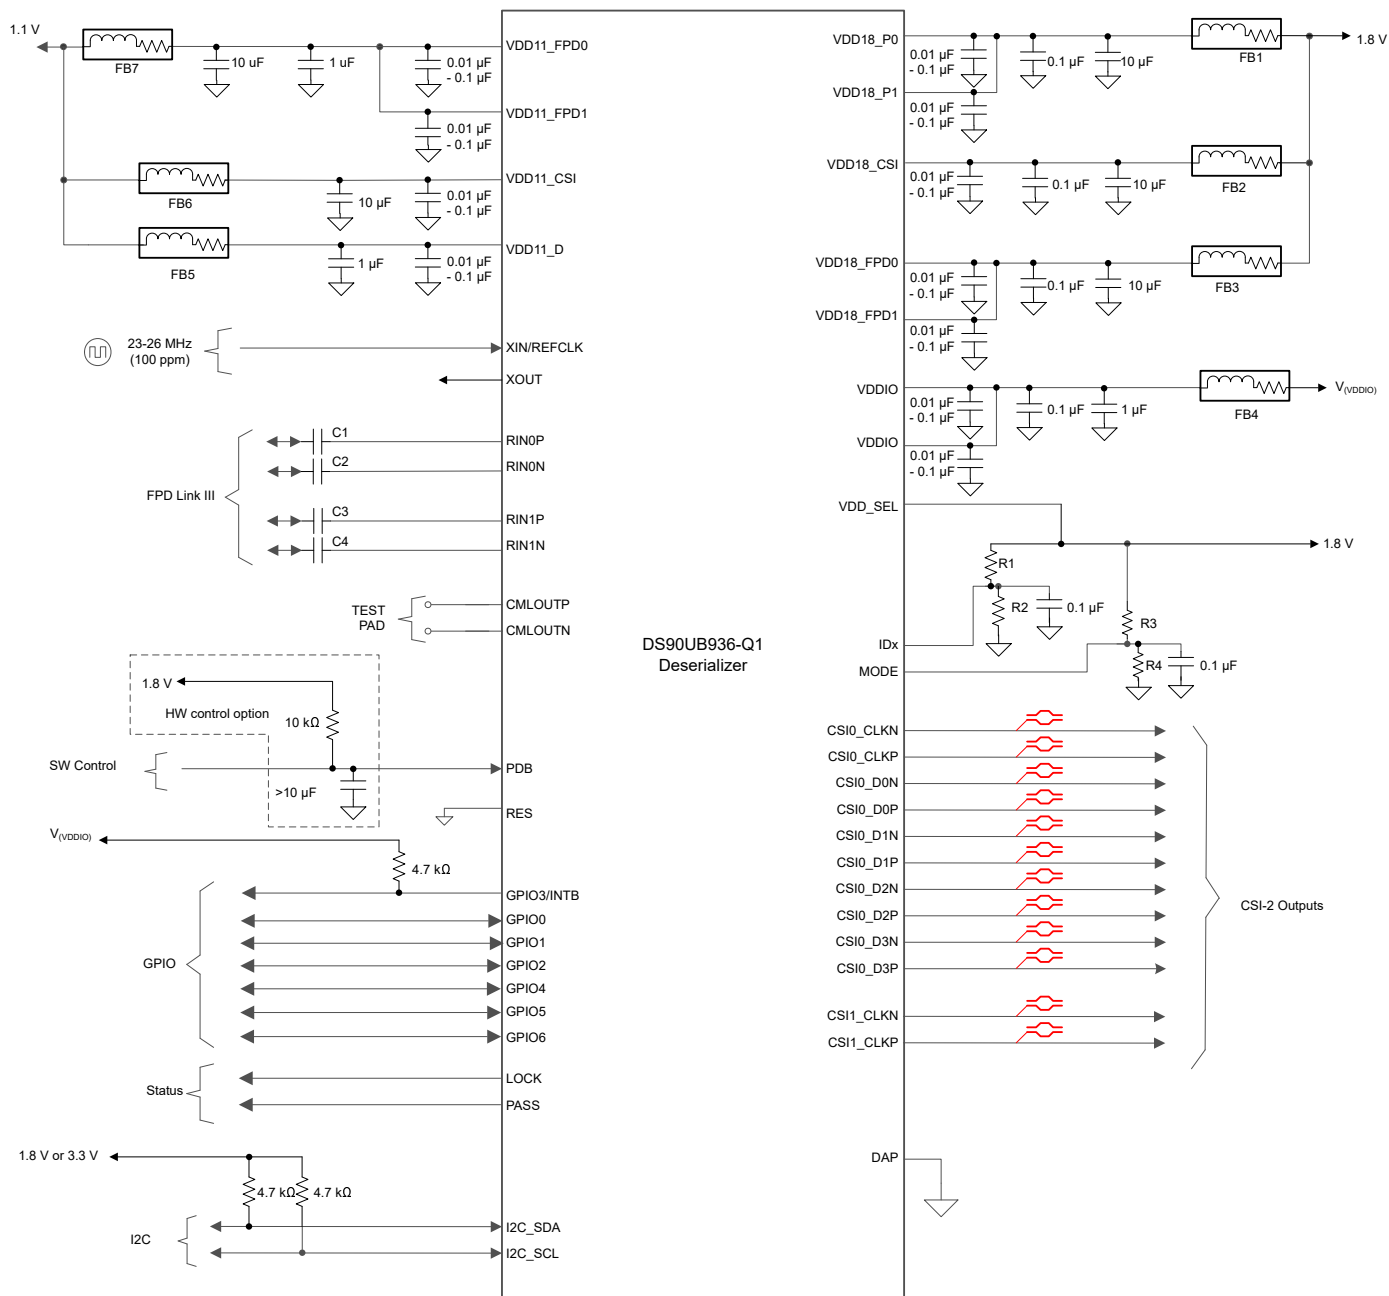 1.1 V
FB7
10 uF
1 uF
0.01 µF
- 0.1 µF
VDD11_FPD0
0.01 µF
- 0.1 µF
VDD11_FPD1
FB6
10 µF
0.01 µF
- 0.1 µF
VDD11_CSI
FB5
1 µF
0.01 µF
- 0.1 µF
VDD11_D
23-26 MHz
(100 ppm)
XIN/REFCLK
XOUT
FPD Link III
C1
RIN0P
C2
RIN0N
C3
RIN1P
C4
RIN1N
TEST
PAD
CMLOUTP
CMLOUTN
1.8 V
HW control option
10 kΩ
SW Control
>10 µF
PDB
RES
V(VDDIO)
4.7 kΩ
GPIO
GPIO3/INTB
GPIO0
GPIO1
GPIO2
GPIO4
GPIO5
GPIO6
Status
LOCK
PASS
1.8 V or 3.3 V
4.7 kΩ
4.7 kΩ
I2C
I2C_SDA
I2C_SCL
DS90UB936-Q1
Deserializer
VDD18_P0
0.01 µF
- 0.1 µF
0.1 µF
10 µF
FB1
1.8 V
VDD18_P1
0.01 µF
- 0.1 µF
VDD18_CSI
0.01 µF
- 0.1 µF
0.1 µF
10 µF
FB2
VDD18_FPD0
0.01 µF
- 0.1 µF
0.1 µF
10 µF
FB3
VDD18_FPD1
0.01 µF
- 0.1 µF
VDDIO
0.01 µF
- 0.1 µF
0.1 µF
1 µF
FB4
V(VDDIO)
VDDIO
0.01 µF
- 0.1 µF
VDD_SEL
1.8 V
R1
R2
0.1 µF
R3
IDx
MODE
R4
0.1 µF
CSI0_CLKN
CSI0_CLKP
CSI0_D0N
CSI0_D0P
CSI0_D1N
CSI0_D1P
CSI0_D2N
CSI0_D2P
CSI0_D3N
CSI0_D3P
CSI1_CLKN
CSI1_CLKP
CSI-2 Outputs
DAP